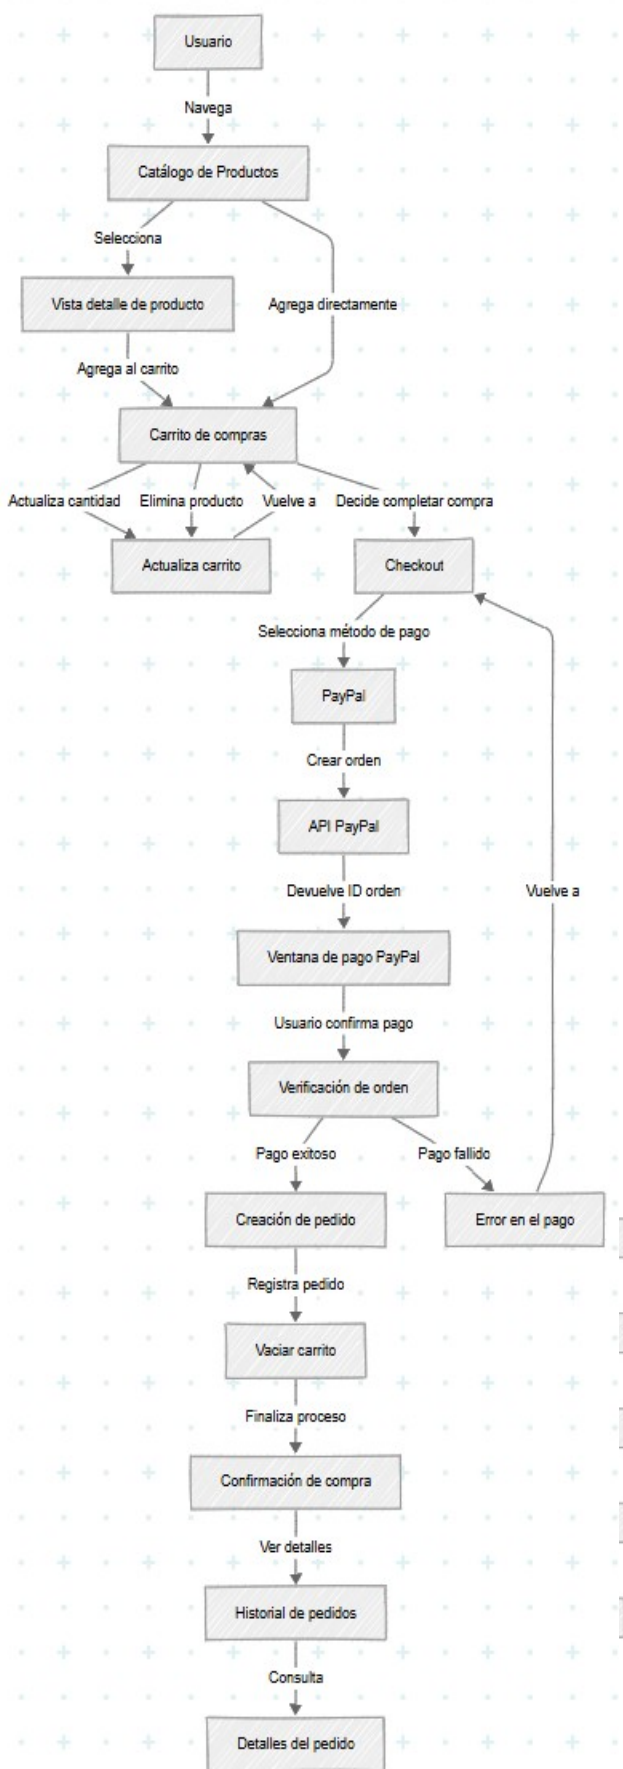 Usuario
Navega
Catálogo de Productos
Selecciona
Vista detalle de producto
Agrega directamente
Agrega al carrito
Carrito de compras
Actualiza cantidad
Elimina producto
Vuelve a
Decide completar compra
Actualiza carrito
Checkout
Selecciona método de pago
PayPal
Crear orden
API PayPal
Devuelve ID orden
Vuelve a
Ventana de pago PayPal
Usuario confirma pago
Verificación de orden
Pago exitoso
Pago fallido
Creación de pedido
Error en el pago
Registra pedido
Vaciar carrito
Finaliza proceso
Confirmación de compra
Ver detalles
Historial de pedidos
Consulta
Detalles del pedido